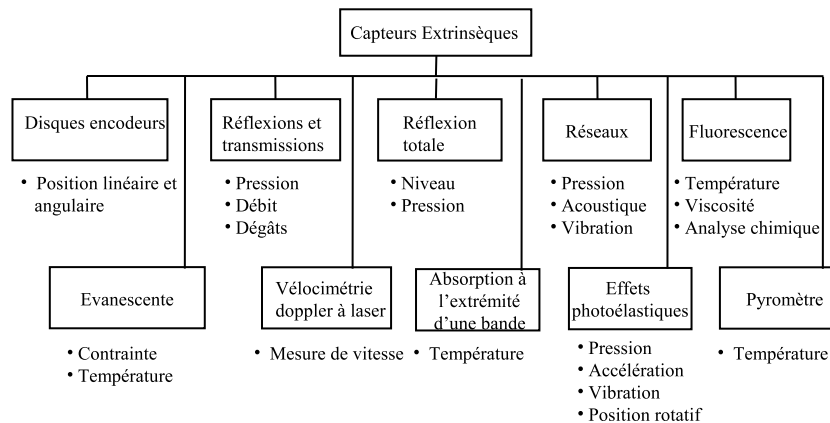 Capteurs Extrinsèques
Disques encodeurs
• Position linéaire et
angulaire
Réflexions et
transmissions
• Pression
• Débit
• Dégâts
Réflexion
totale
• Niveau
• Pression
Réseaux
• Pression
• Acoustique
• Vibration
Fluorescence
• Température
• Viscosité
• Analyse chimique
Evanescente
• Contrainte
• Température
Vélocimétrie
doppler à laser
• Mesure de vitesse
Absorption à
l’extrémité
d’une bande
• Température
Effets
photoélastiques
• Pression
• Accélération
• Vibration
• Position rotatif
Pyromètre
• Température